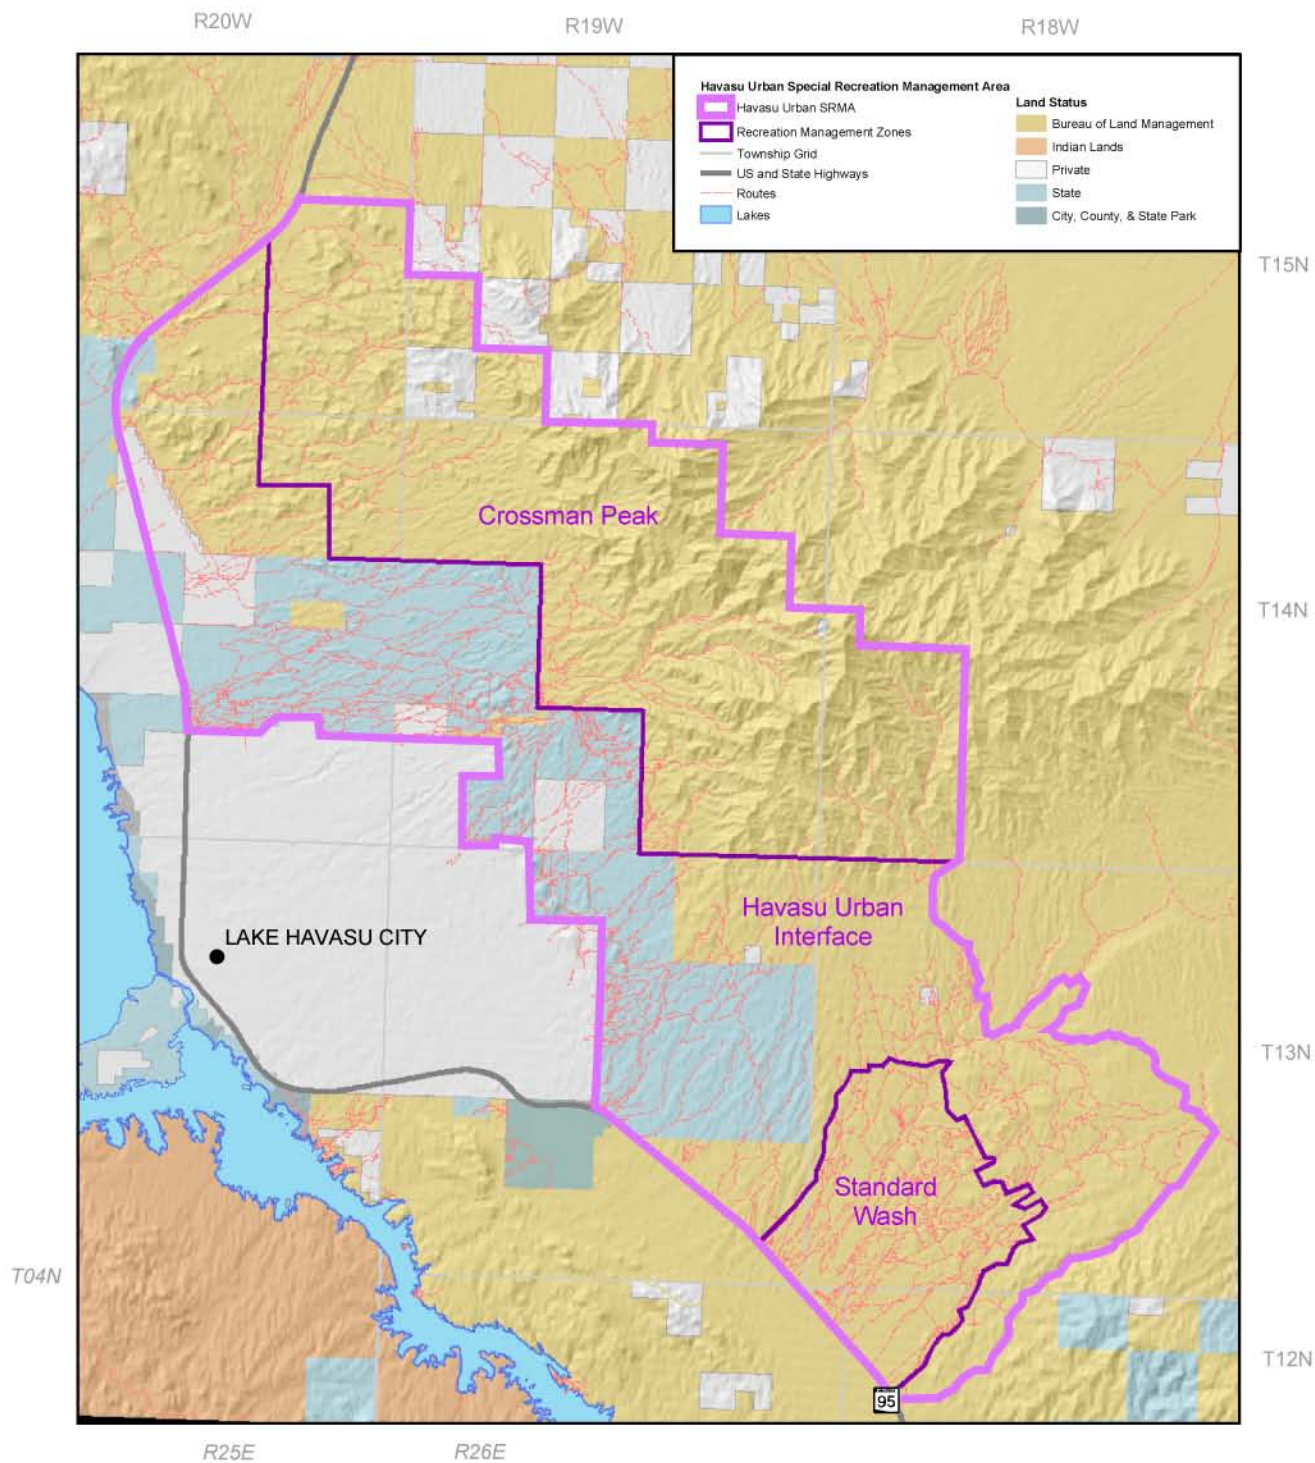 R20W
R19W
R18W
Havasu Urban Special Recreation Management Area
Havasu Urban SRMA
Recreation Management Zones
Township Grid
US and State Highways
Routes
Lakes
Land Status
Bureau of Land Management
Indian Lands
Private
State
City, County, & State Park
T15N
Crossman Peak
T14N
Havasu Urban
Interface
LAKE HAVASU CITY
T13N
Standard
Wash
T04N
T12N
95
R25E
R26E